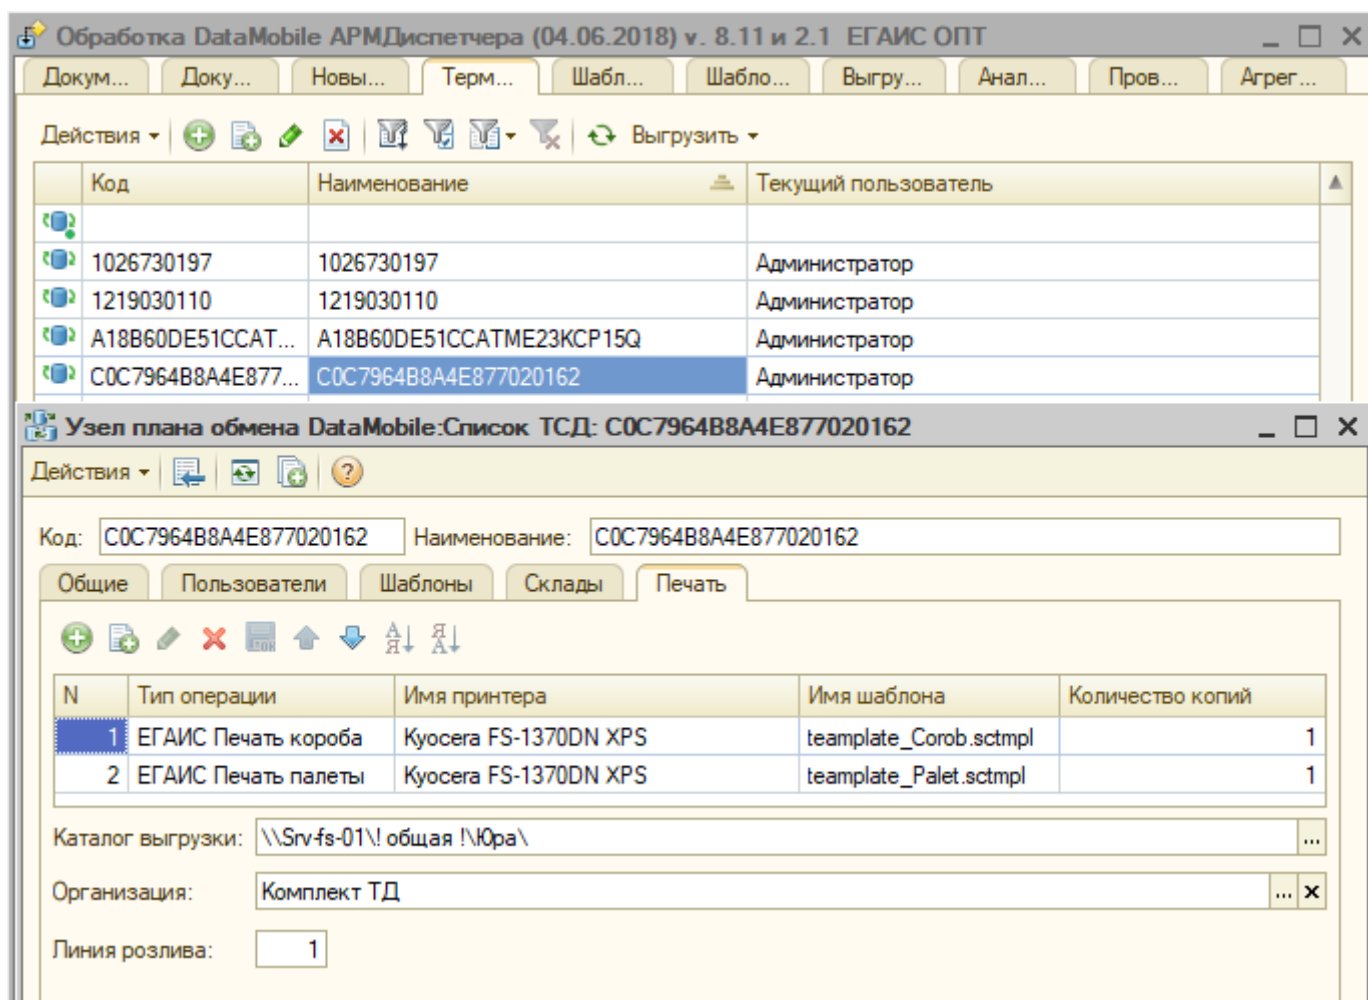 Обработка DataMobile АРМДиспетчера (04.06.2018) v. 8.11 и 2.1 ЕГАИС ОПТ
Докум... Доку... Новы... Терм... Шабл... Шабло... Выгру... Анал... Пров... Агрег...
Действия Выгрузить
Код Наименование Текущий пользователь
1026730197 1026730197 Администратор
1219030110 1219030110 Администратор
A18B60DE51CCAT... A18B60DE51CCATME23KCP15Q Администратор
C0C7964B8A4E877... C0C7964B8A4E877020162 Администратор
Узел плана обмена DataMobile:Список ТСД: C0C7964B8A4E877020162
Действия
Код: C0C7964B8A4E877020162 Наименование: C0C7964B8A4E877020162
Общие Пользователи Шаблоны Склады Печать
N Тип операции Имя принтера Имя шаблона Количество копий
1 ЕГАИС Печать короба Kyocera FS-1370DN XPS teamplate_Corob.sctmpl 1
2 ЕГАИС Печать палеты Kyocera FS-1370DN XPS teamplate_Palet.sctmpl 1
Каталог выгрузки: \\Srv-fs-01\! общая !\Юра\ ...
Организация: Комплект ТД ...
Линия розлива: 1